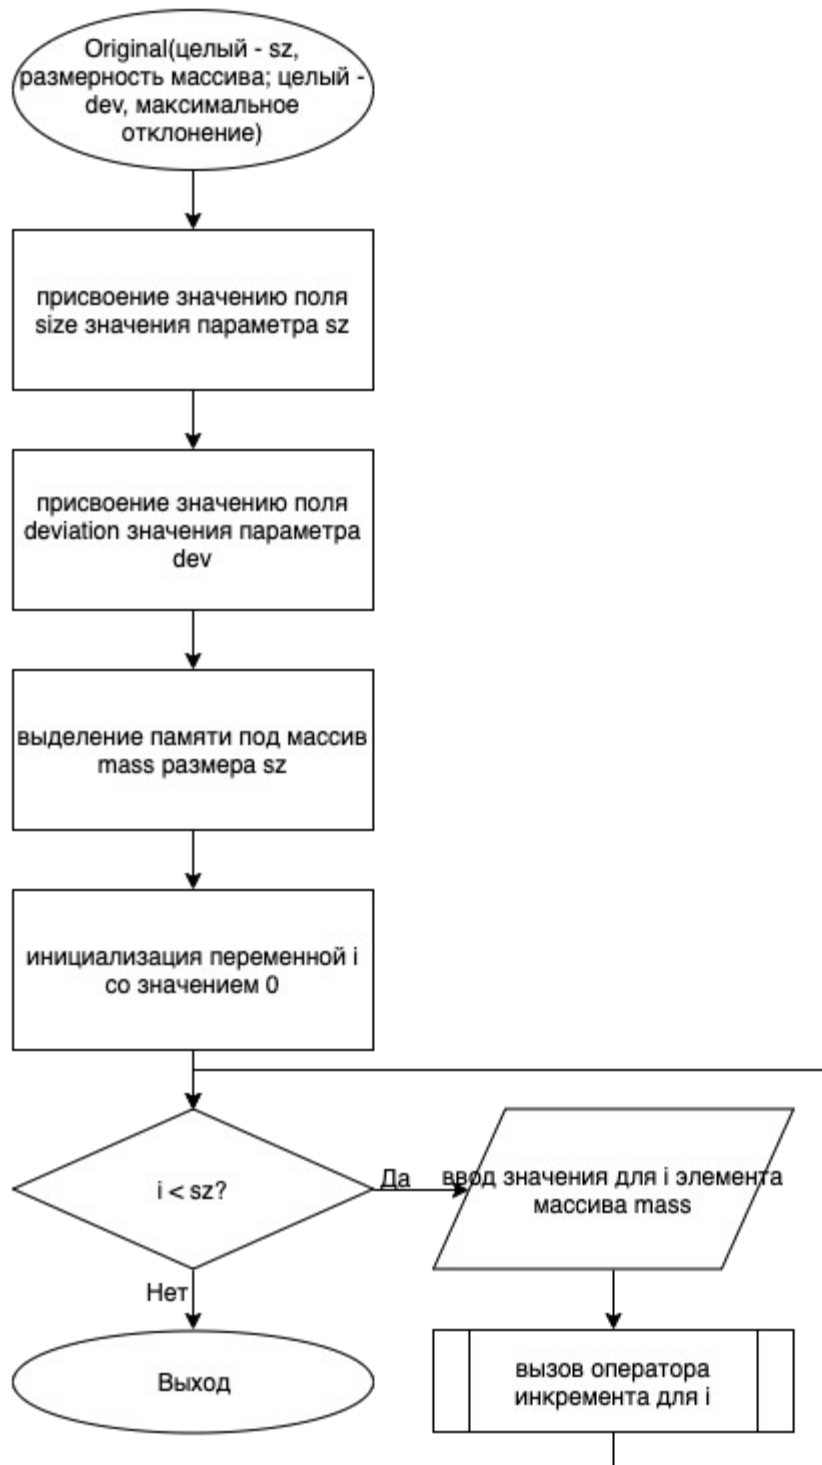 Original(целый - sz,
размерность массива; целый -
dev, максимальное
отклонение)
присвоение значению поля
size значения параметра sz
присвоение значению поля
deviation значения параметра
dev
выделение памяти под массив
mass размера sz
инициализация переменной i
со значением 0
i < sz?
Да
ввод значения для i элемента
массива mass
Нет
Выход
вызов оператора
инкремента для i